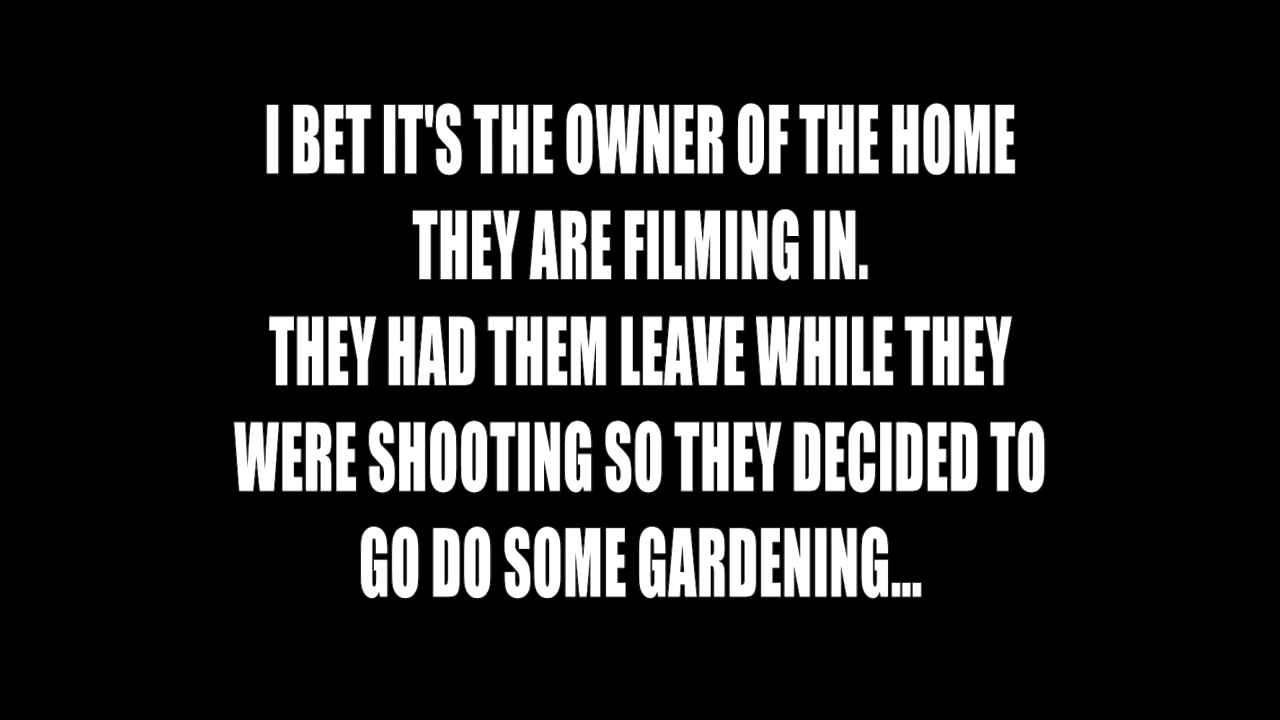 I BET IT'S THE OWNER OF THE HOME
THEY ARE FILMING IN.
THEY HAD THEM LEAVE WHILE THEY
WERE SHOOTING SO THEY DECIDED TO
GO DO SOME GARDENING...